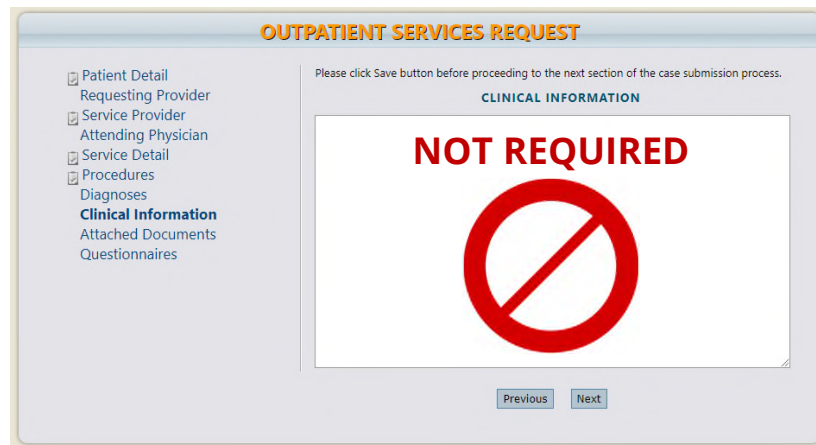 OUTPATIENT SERVICES REQUEST
Patient Detail
Requesting Provider
Service Provider
Attending Physician
Service Detail
Procedures
Diagnoses
Clinical Information
Attached Documents
Questionnaires
Please click Save button before proceeding to the next section of the case submission process.
CLINICAL INFORMATION
NOT REQUIRED
Previous Next